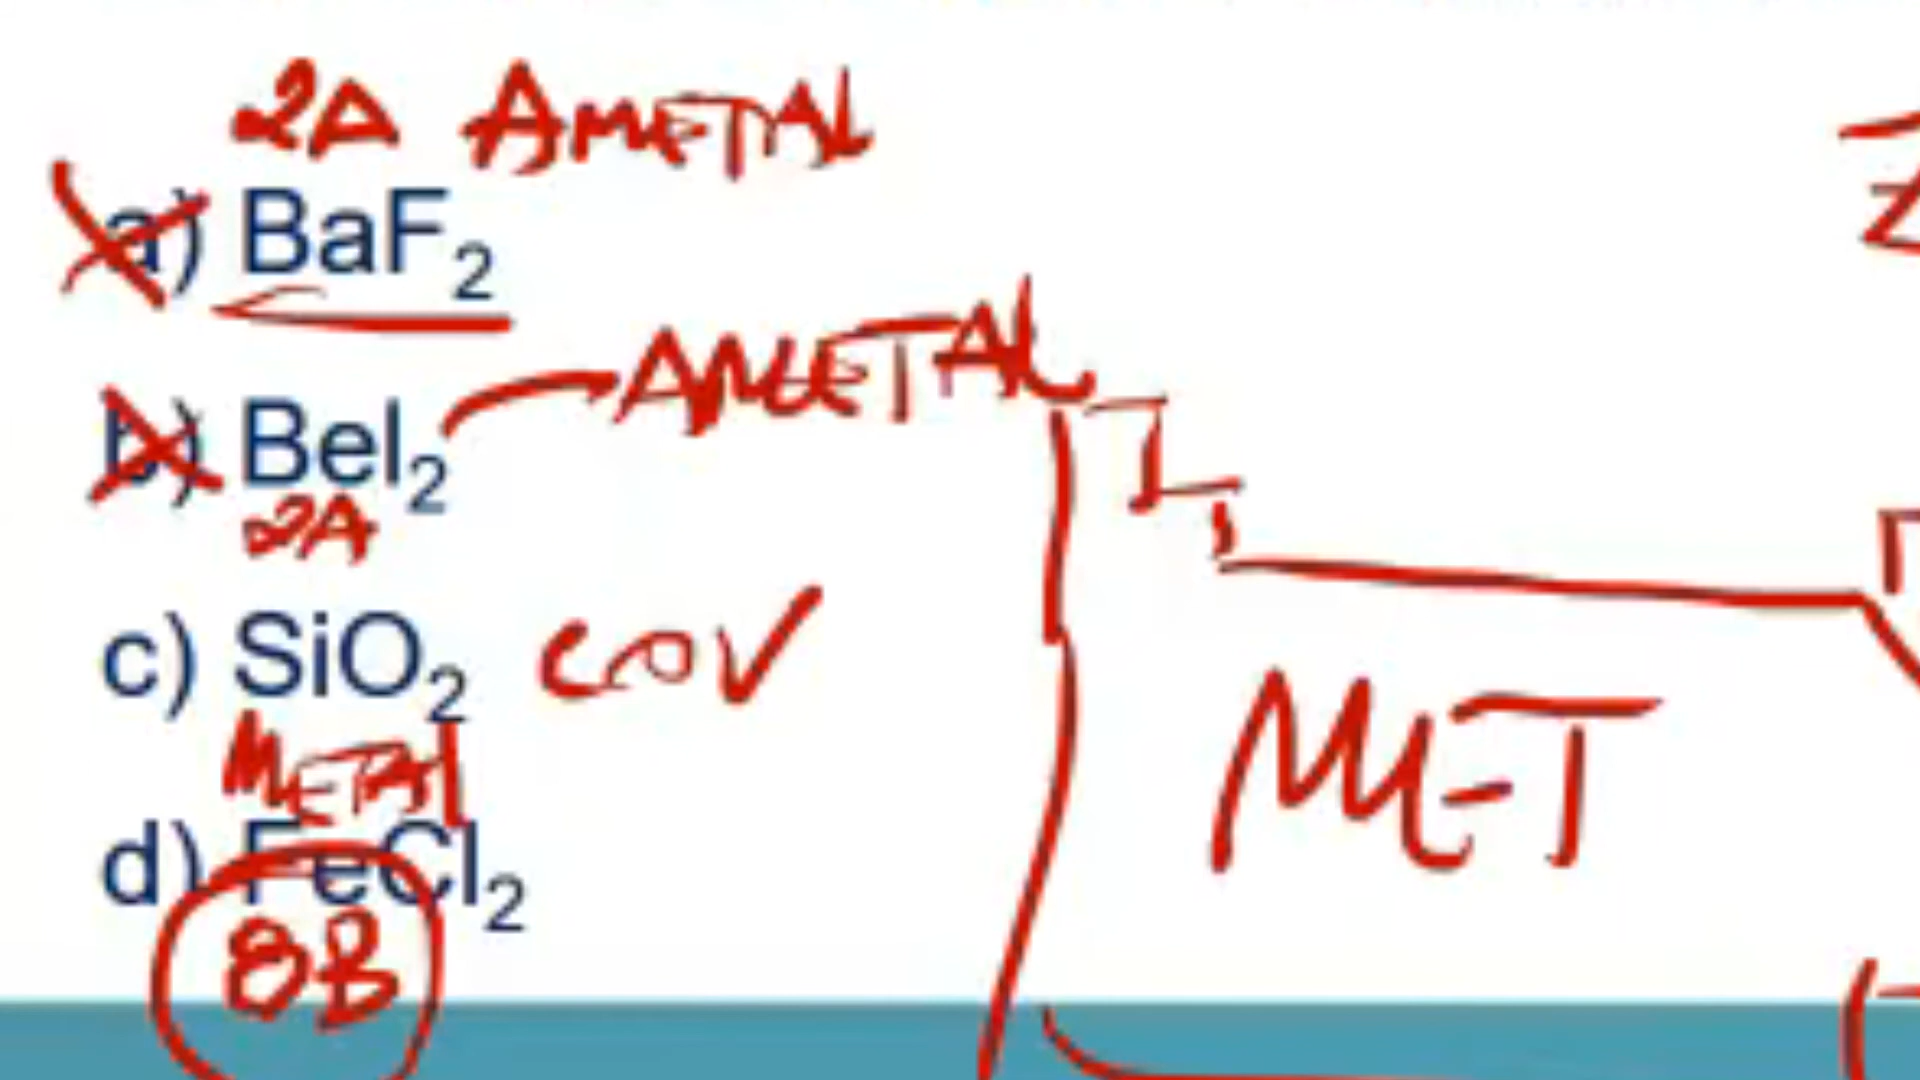 2A AMETAL
a) BaF₂
AMETAL
b) BeI₂
2A
c) SiO₂ COV
METAL
MET
d) FeCl₂
8B